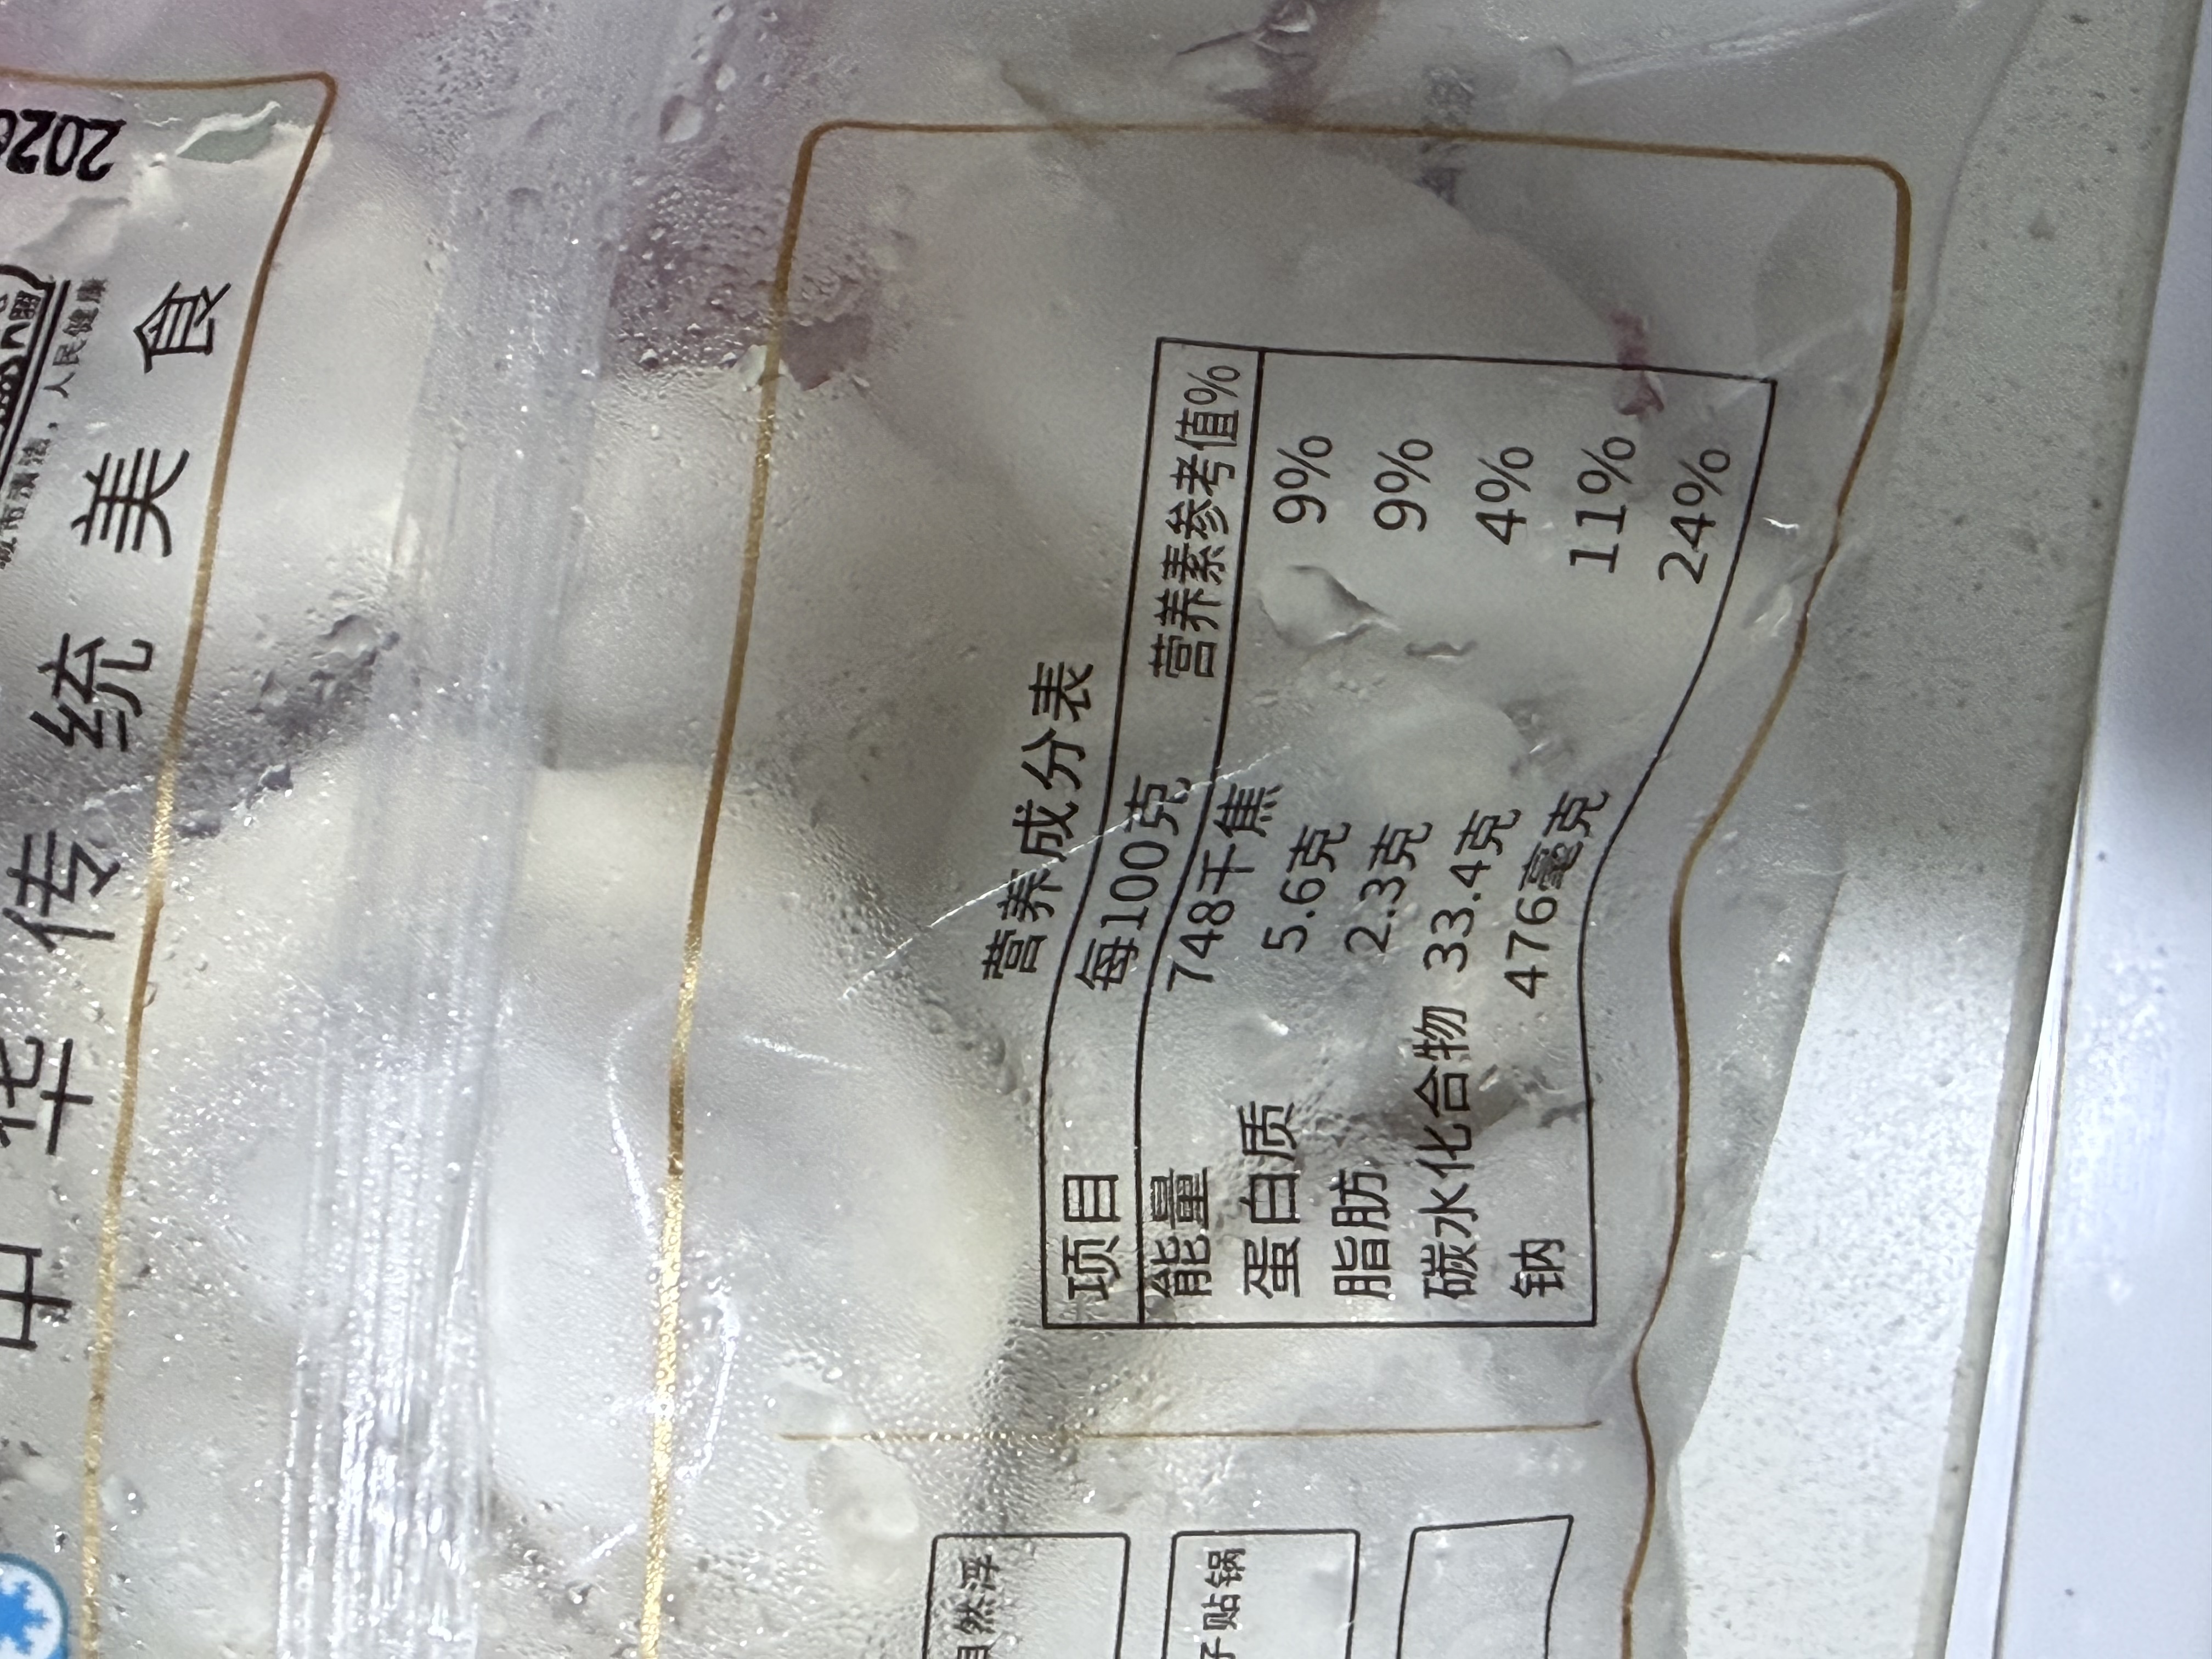 中华传统美食
城市清洁，人民健康
202
自然浮
子贴锅
营养成分表
项目 每100克 营养素参考值%
能量 748千焦 9%
蛋白质 5.6克 9%
脂肪 2.3克 4%
碳水化合物 33.4克 11%
钠 476毫克 24%